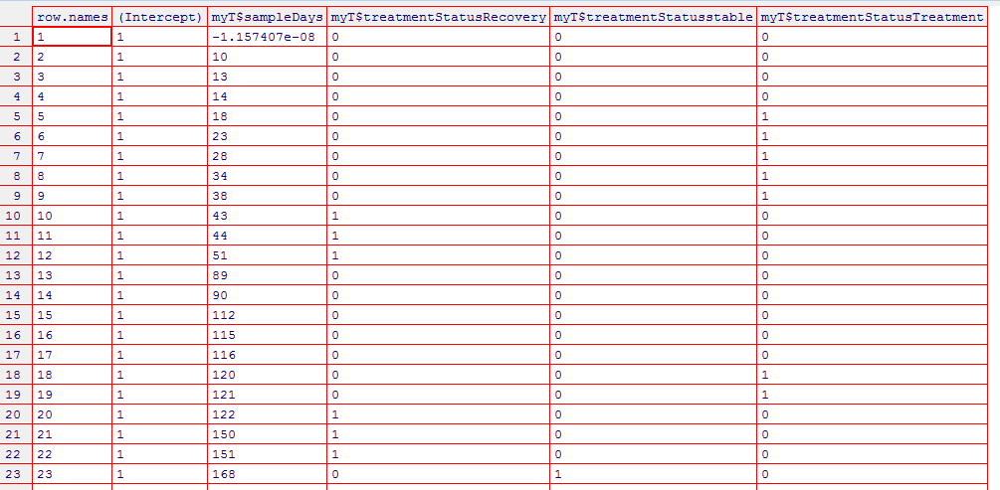 row.names (Intercept) myT$sampleDays myT$treatmentStatusRecovery myT$treatmentStatusstable myT$treatmentStatusTreatment
1 1 1 -1.157407e-08 0 0 0
2 2 1 10 0 0 0
3 3 1 13 0 0 0
4 4 1 14 0 0 0
5 5 1 18 0 0 1
6 6 1 23 0 0 1
7 7 1 28 0 0 1
8 8 1 34 0 0 1
9 9 1 38 0 0 1
10 10 1 43 1 0 0
11 11 1 44 1 0 0
12 12 1 51 1 0 0
13 13 1 89 0 0 0
14 14 1 90 0 0 0
15 15 1 112 0 0 0
16 16 1 115 0 0 0
17 17 1 116 0 0 0
18 18 1 120 0 0 1
19 19 1 121 0 0 1
20 20 1 122 1 0 0
21 21 1 150 1 0 0
22 22 1 151 1 0 0
23 23 1 168 0 1 0